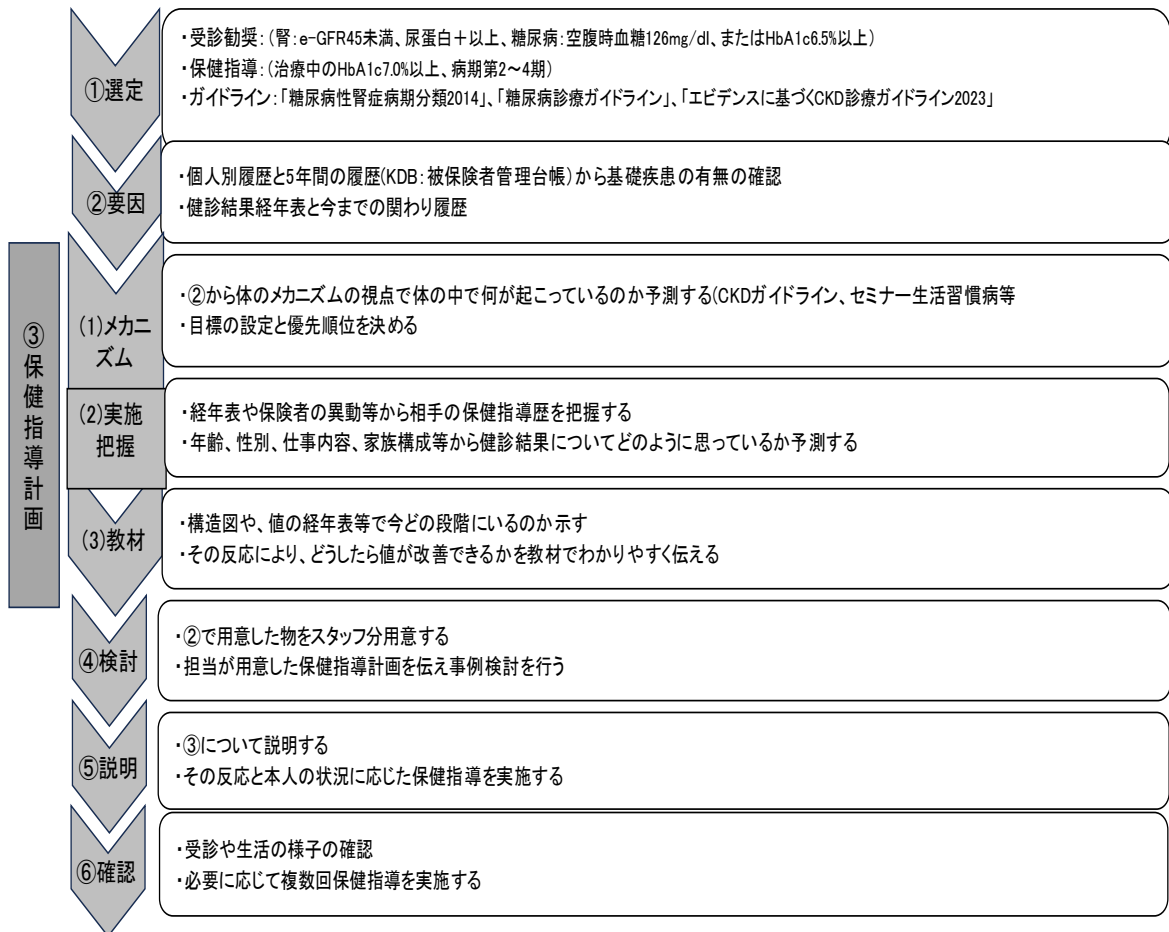 ①選定
・受診勧奨：（腎：e-GFR45未満、尿蛋白＋以上、糖尿病：空腹時血糖126mg/dl、またはHbA1c6.5%以上）
・保健指導：（治療中のHbA1c7.0%以上、病期第2～4期）
・ガイドライン：「糖尿病性腎症病期分類2014」、「糖尿病診療ガイドライン」、「エビデンスに基づくCKD診療ガイドライン2023」
②要因
・個人別履歴と5年間の履歴(KDB：被保険者管理台帳）から基礎疾患の有無の確認
・健診結果経年表と今までの関わり履歴
③保健指導計画
(1)メカニ
ズム
・②から体のメカニズムの視点で体の中で何が起こっているのか予測する(CKDガイドライン、セミナー生活習慣病等
・目標の設定と優先順位を決める
(2)実施
把握
・経年表や保険者の異動等から相手の保健指導歴を把握する
・年齢、性別、仕事内容、家族構成等から健診結果についてどのように思っているか予測する
(3)教材
・構造図や、値の経年表等で今どの段階にいるのか示す
・その反応により、どうしたら値が改善できるかを教材でわかりやすく伝える
④検討
・②で用意した物をスタッフ分用意する
・担当が用意した保健指導計画を伝え事例検討を行う
⑤説明
・③について説明する
・その反応と本人の状況に応じた保健指導を実施する
⑥確認
・受診や生活の様子の確認
・必要に応じて複数回保健指導を実施する